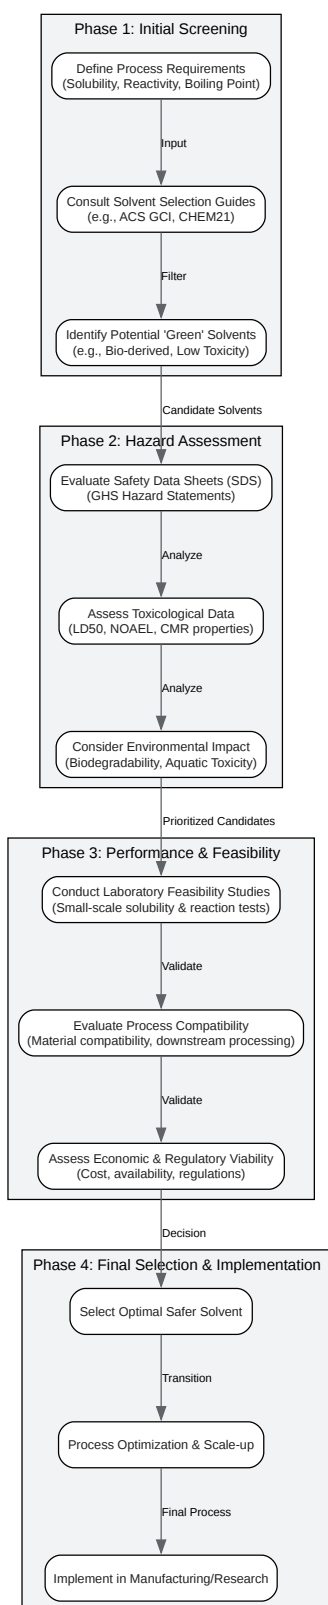 Phase 1: Initial Screening
Define Process Requirements
(Solubility, Reactivity, Boiling Point)
Input
Consult Solvent Selection Guides
(e.g., ACS GCI, CHEM21)
Filter
Identify Potential 'Green' Solvents
(e.g., Bio-derived, Low Toxicity)
Candidate Solvents
Phase 2: Hazard Assessment
Evaluate Safety Data Sheets (SDS)
(GHS Hazard Statements)
Analyze
Assess Toxicological Data
(LD50, NOAEL, CMR properties)
Analyze
Consider Environmental Impact
(Biodegradability, Aquatic Toxicity)
Prioritized Candidates
Phase 3: Performance & Feasibility
Conduct Laboratory Feasibility Studies
(Small-scale solubility & reaction tests)
Validate
Evaluate Process Compatibility
(Material compatibility, downstream processing)
Validate
Assess Economic & Regulatory Viability
(Cost, availability, regulations)
Decision
Phase 4: Final Selection & Implementation
Select Optimal Safer Solvent
Transition
Process Optimization & Scale-up
Final Process
Implement in Manufacturing/Research